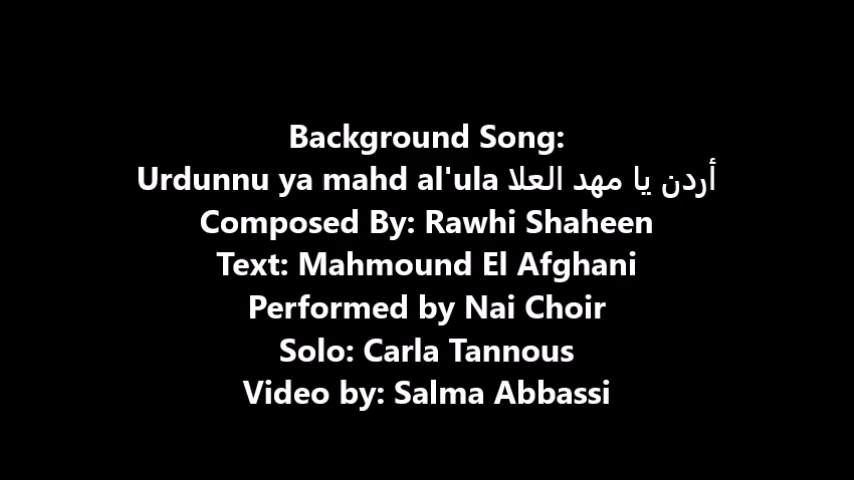 Background Song:
Urdunnu ya mahd al'ula أردن يا مهد العلا
Composed By: Rawhi Shaheen
Text: Mahmound El Afghani
Performed by Nai Choir
Solo: Carla Tannous
Video by: Salma Abbassi